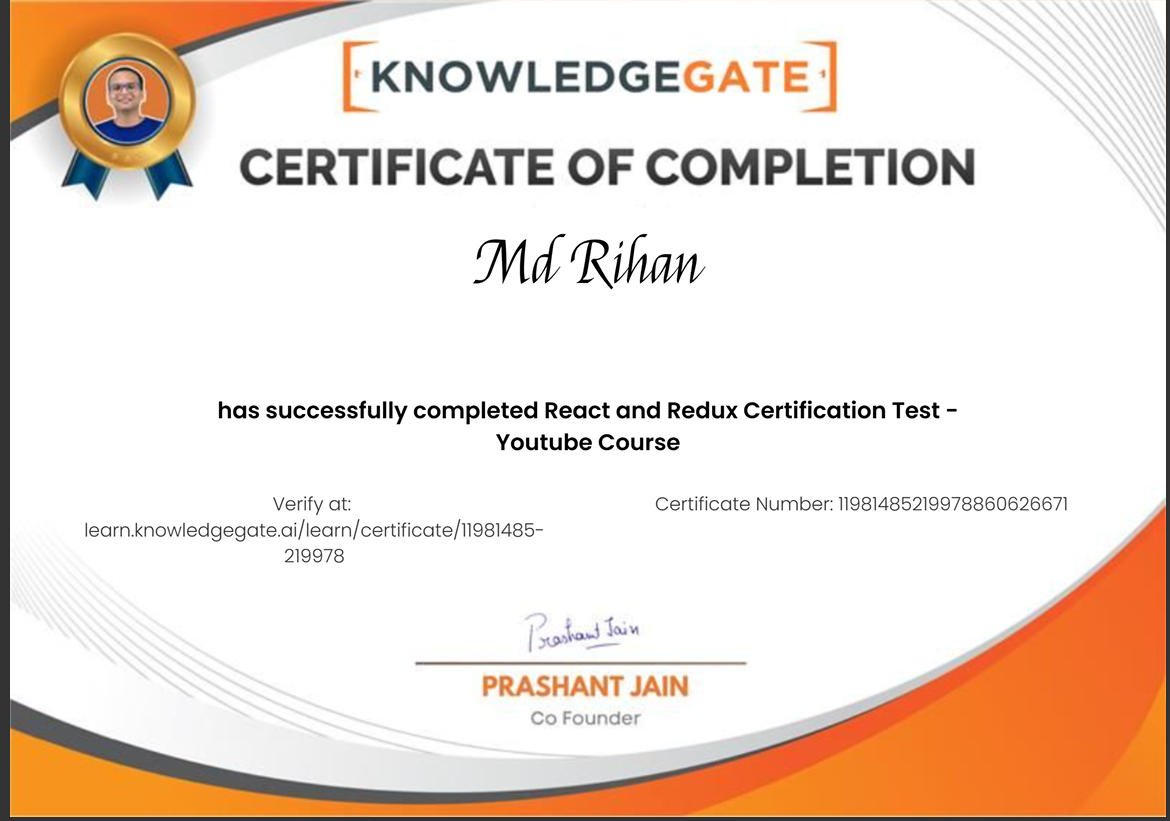 KNOWLEDGEGATE
CERTIFICATE OF COMPLETION
Md Rihan
has successfully completed React and Redux Certification Test -
Youtube Course
Verify at:
learn.knowledgegate.ai/learn/certificate/11981485-
219978
Certificate Number: 11981485219978860626671
Prashant Jain
PRASHANT JAIN
Co Founder